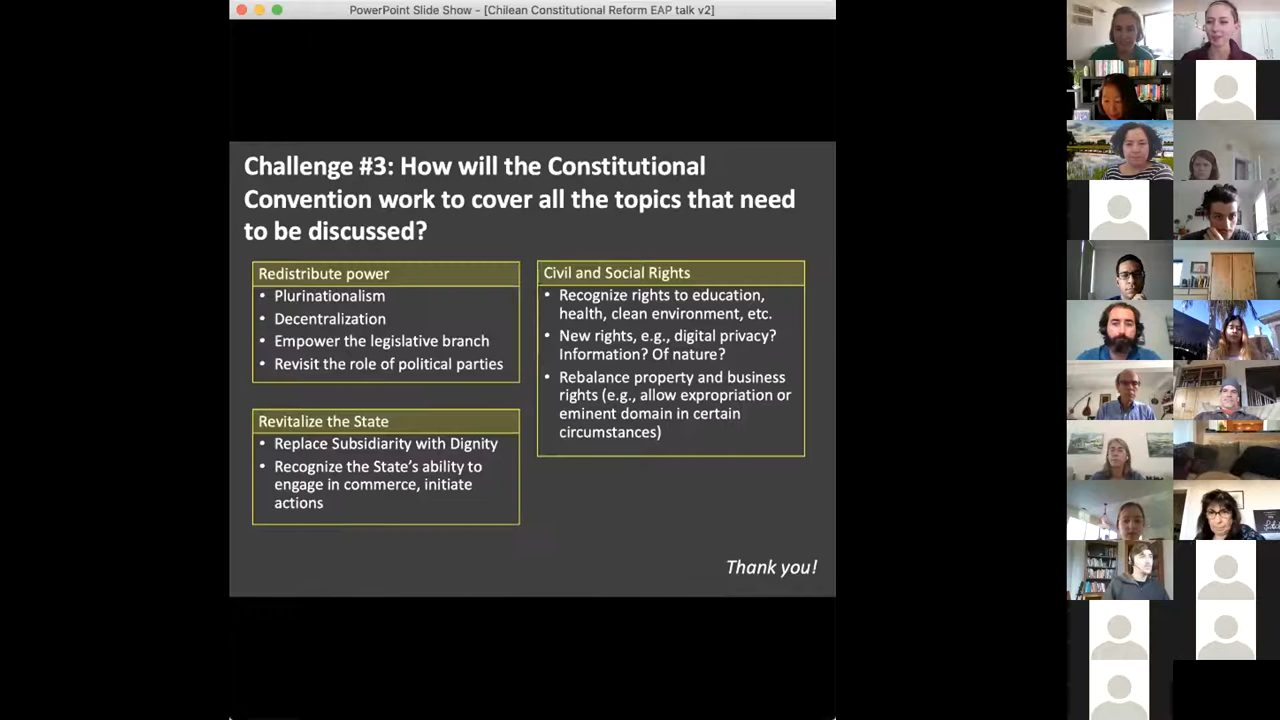 PowerPoint Slide Show - [Chilean Constitutional Reform EAP talk v2]
Challenge #3: How will the Constitutional
Convention work to cover all the topics that need
to be discussed?
Redistribute power
• Plurinationalism
• Decentralization
• Empower the legislative branch
• Revisit the role of political parties
Revitalize the State
• Replace Subsidiarity with Dignity
• Recognize the State's ability to
engage in commerce, initiate
actions
Civil and Social Rights
• Recognize rights to education,
health, clean environment, etc.
• New rights, e.g., digital privacy?
Information? Of nature?
• Rebalance property and business
rights (e.g., allow expropriation or
eminent domain in certain
circumstances)
Thank you!